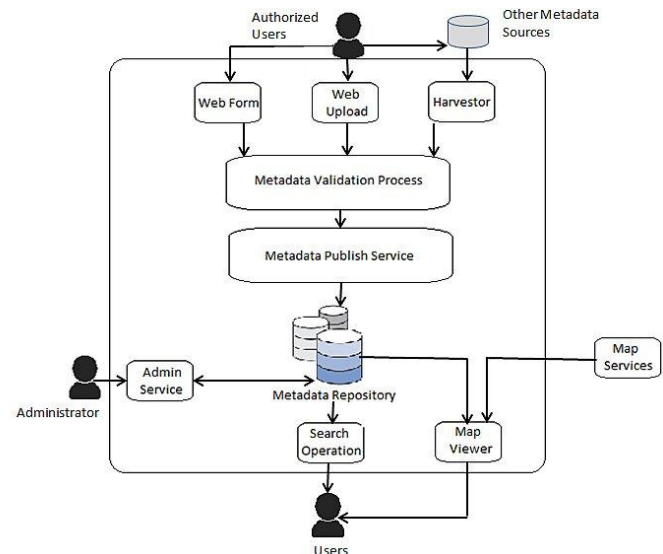 Authorized
Users
Other Metadata
Sources
Web Form
Web
Upload
Harvestor
Metadata Validation Process
Metadata Publish Service
Map
Services
Admin
Service
Administrator
Metadata Repository
Search
Operation
Map
Viewer
Users